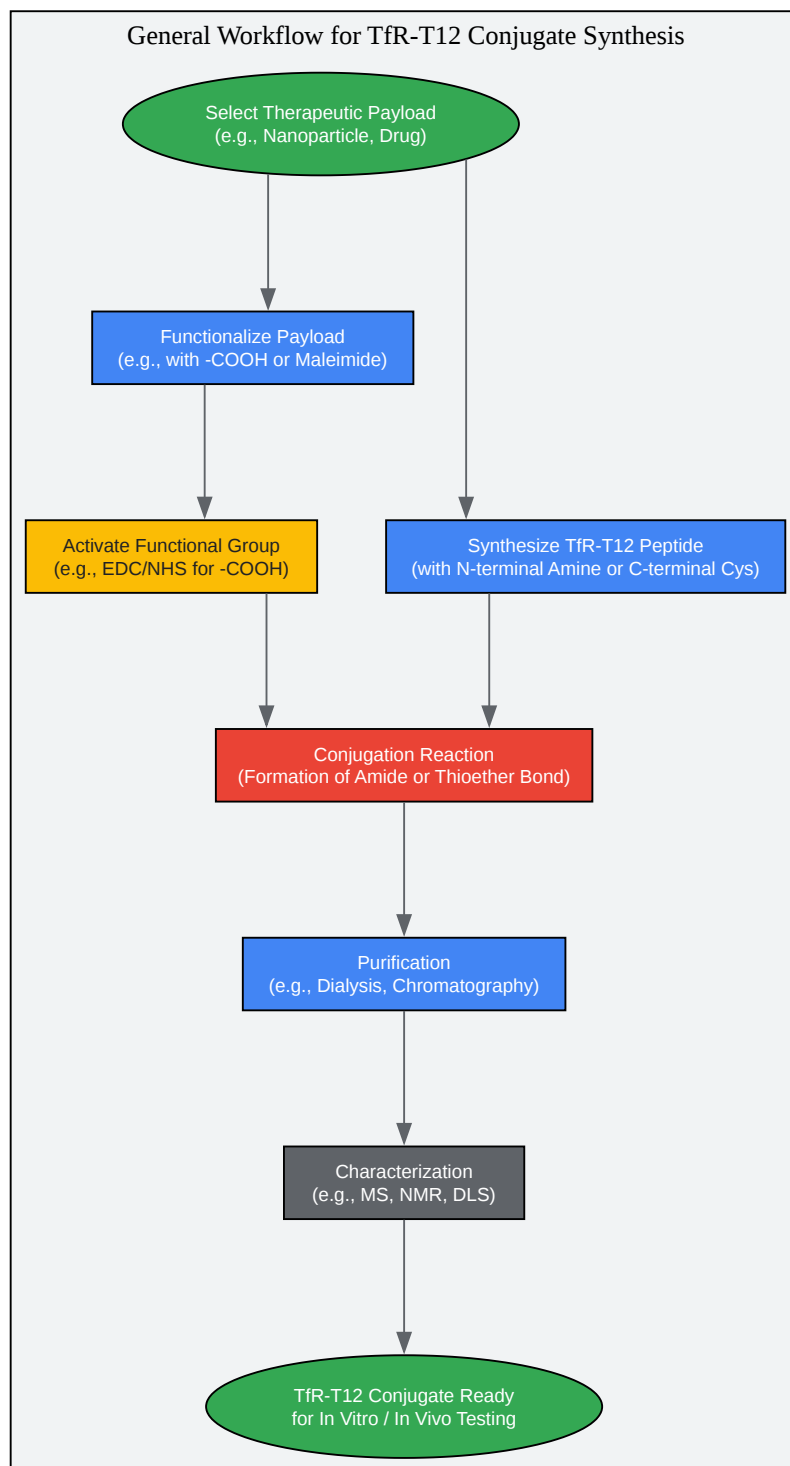 General Workflow for TfR-T12 Conjugate Synthesis
Select Therapeutic Payload
(e.g., Nanoparticle, Drug)
Functionalize Payload
(e.g., with -COOH or Maleimide)
Activate Functional Group
(e.g., EDC/NHS for -COOH)
Synthesize TfR-T12 Peptide
(with N-terminal Amine or C-terminal Cys)
Conjugation Reaction
(Formation of Amide or Thioether Bond)
Purification
(e.g., Dialysis, Chromatography)
Characterization
(e.g., MS, NMR, DLS)
TfR-T12 Conjugate Ready
for In Vitro / In Vivo Testing